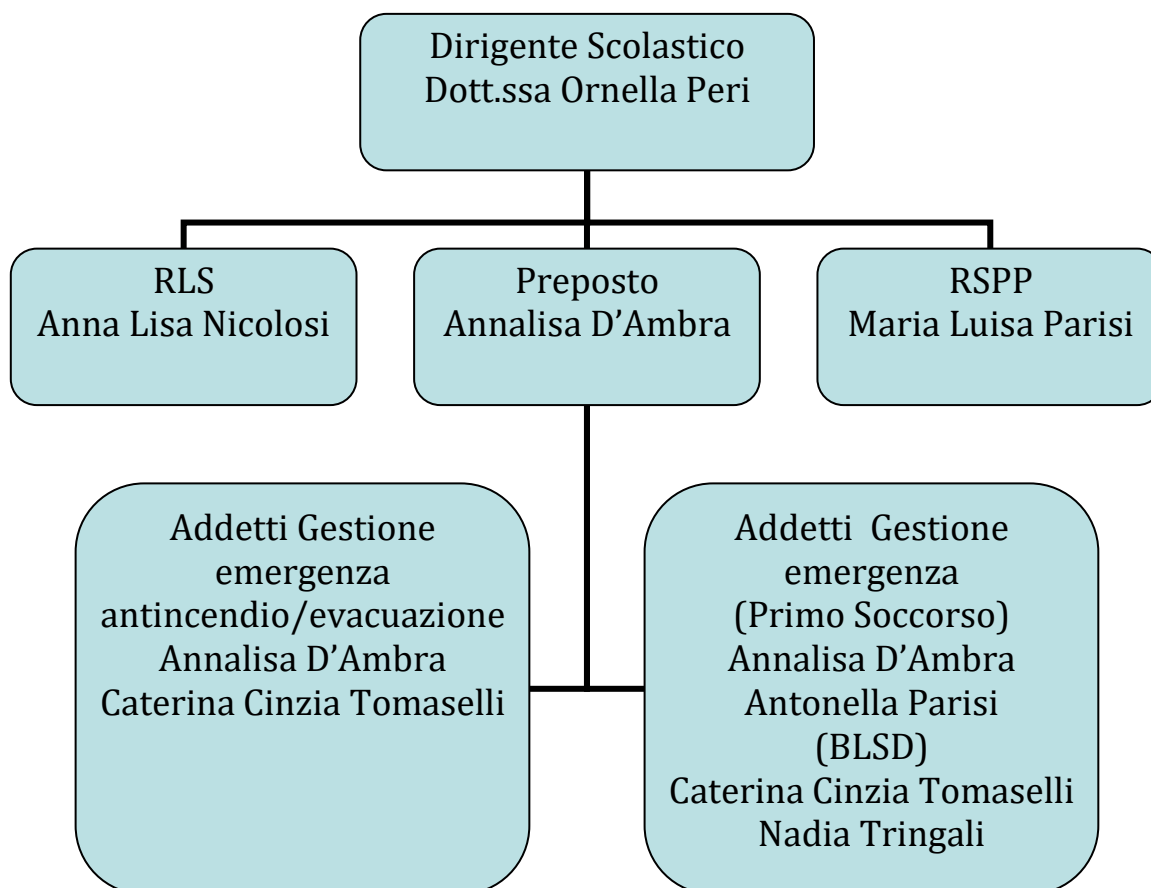 Dirigente Scolastico
Dott.ssa Ornella Peri
RLS
Anna Lisa Nicolosi
Preposto
Annalisa D’Ambra
RSPP
Maria Luisa Parisi
Addetti Gestione
emergenza
antincendio/evacuazione
Annalisa D’Ambra
Caterina Cinzia Tomaselli
Addetti  Gestione
emergenza
(Primo Soccorso)
Annalisa D’Ambra
Antonella Parisi
(BLSD)
Caterina Cinzia Tomaselli
Nadia Tringali